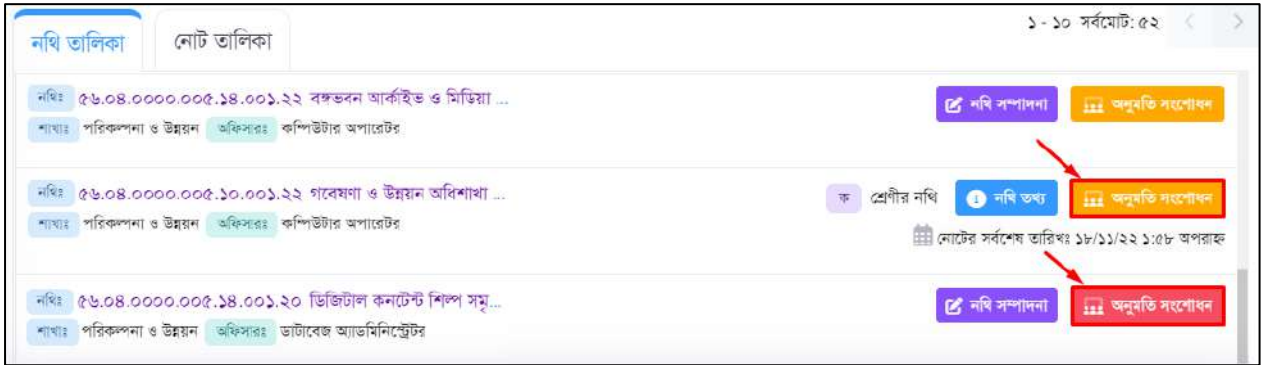 নথি তালিকা নোট তালিকা ১ - ১০ সর্বমোট: ৫২
নথিঃ ৫৬.০৪.০০০০.০০৫.১৪.০০১.২২ বঙ্গভবন আর্কাইভ ও মিডিয়া ... নথি সম্পাদনা অনুমতি সংশোধন
শাখাঃ পরিকল্পনা ও উন্নয়ন অফিসারঃ কম্পিউটার অপারেটর
নথিঃ ৫৬.০৪.০০০০.০০৫.১০.০০১.২২ গবেষণা ও উন্নয়ন অধিশাখা ... ক শ্রেণীর নথি নথি তথ্য অনুমতি সংশোধন
শাখাঃ পরিকল্পনা ও উন্নয়ন অফিসারঃ কম্পিউটার অপারেটর নোটের সর্বশেষ তারিখঃ ১৮/১১/২২ ১:৫৮ অপরাহ্ন
নথিঃ ৫৬.০৪.০০০০.০০৫.১৪.০০১.২০ ডিজিটাল কনটেন্ট শিল্প সমৃ... নথি সম্পাদনা অনুমতি সংশোধন
শাখাঃ পরিকল্পনা ও উন্নয়ন অফিসারঃ ডাটাবেজ অ্যাডমিনিস্ট্রেটর